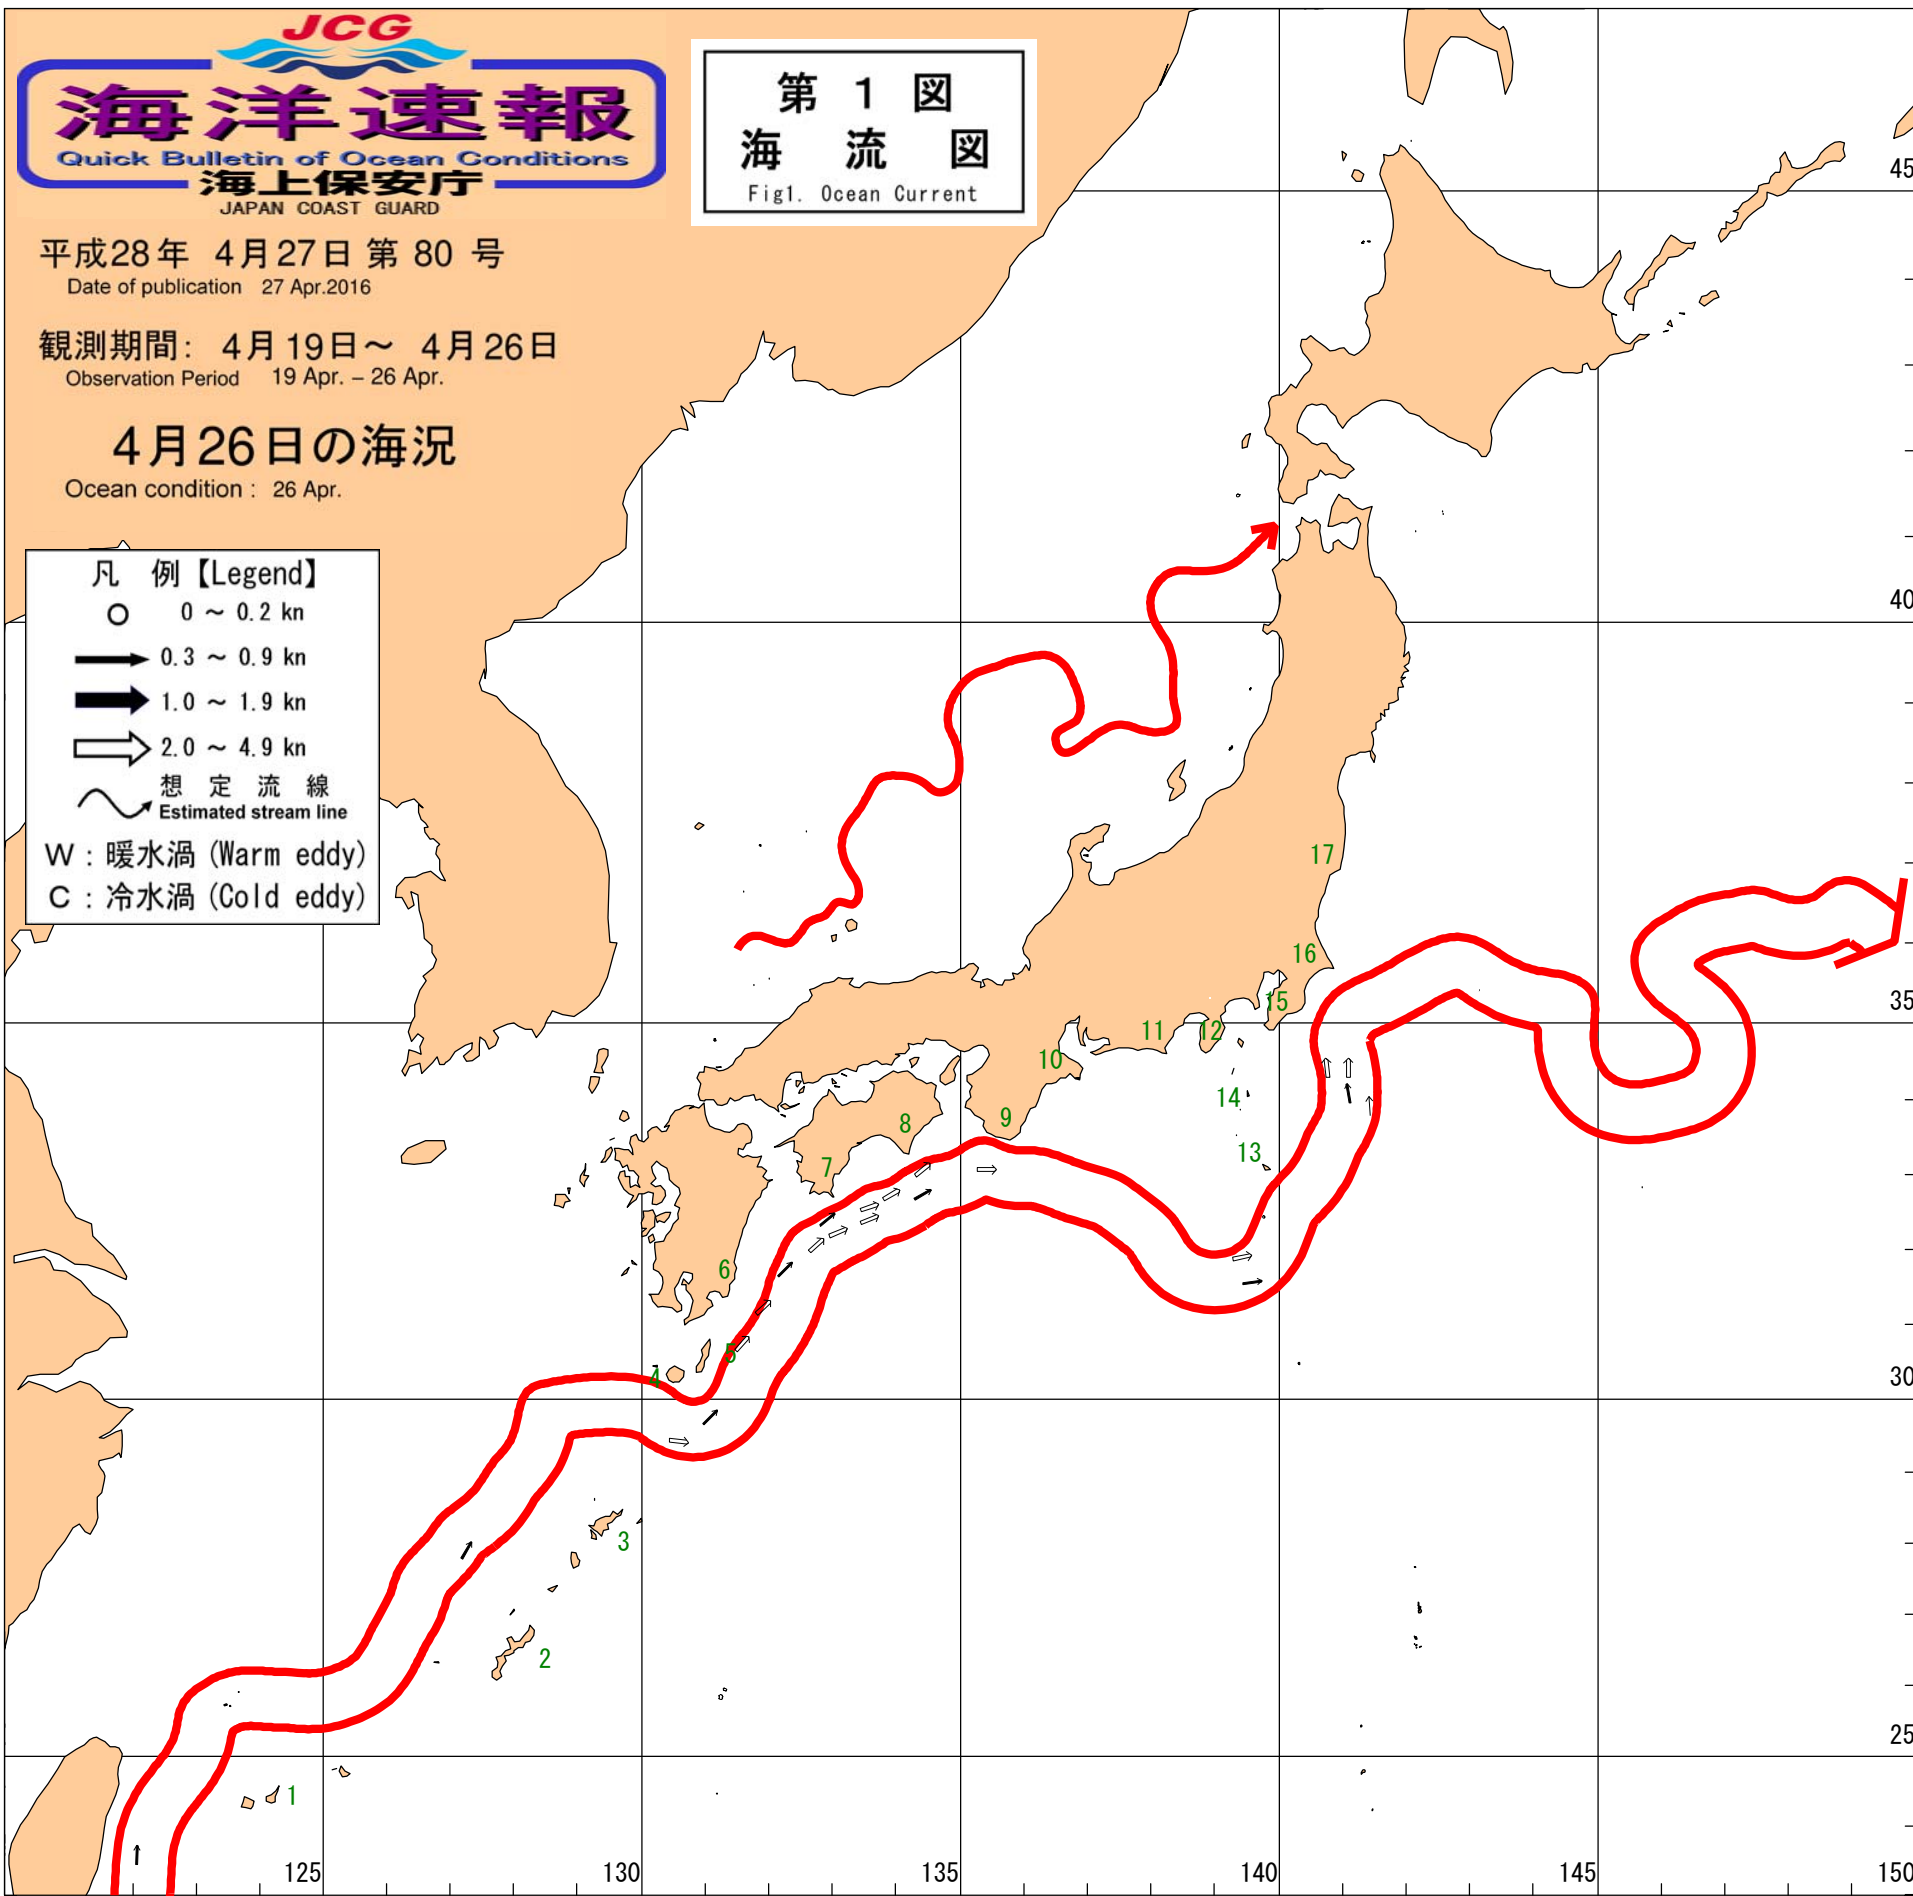 JCG
海洋速報
Quick Bulletin of Ocean Conditions
海上保安庁
JAPAN COAST GUARD
第 1 図
海 流 図
Fig1. Ocean Current
平成28年 4月27日 第 80 号
Date of publication 27 Apr.2016
観測期間: 4月19日～ 4月26日
Observation Period 19 Apr. – 26 Apr.
4月26日の海況
Ocean condition : 26 Apr.
凡 例【Legend】
0 ～ 0.2 kn
0.3 ～ 0.9 kn
1.0 ～ 1.9 kn
2.0 ～ 4.9 kn
想 定 流 線
Estimated stream line
W : 暖水渦 (Warm eddy)
C : 冷水渦 (Cold eddy)
45
40
35
30
25
17
16
15
12
11
10
14
13
9
8
7
6
5
4
3
2
1
125
130
135
140
145
150